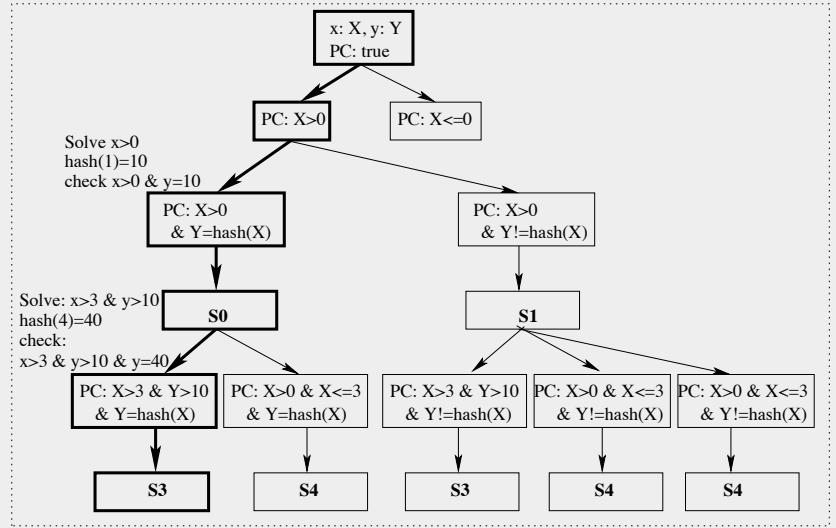 x: X, y: Y
PC: true
PC: X>0
PC: X<=0
Solve x>0
hash(1)=10
check x>0 & y=10
PC: X>0
& Y=hash(X)
PC: X>0
& Y!=hash(X)
Solve: x>3 & y>10
hash(4)=40
check:
x>3 & y>10 & y=40
S0
S1
PC: X>3 & Y>10
& Y=hash(X)
PC: X>0 & X<=3
& Y=hash(X)
PC: X>3 & Y>10
& Y!=hash(X)
PC: X>0 & X<=3
& Y!=hash(X)
PC: X>0 & X<=3
& Y!=hash(X)
S3
S4
S3
S4
S4